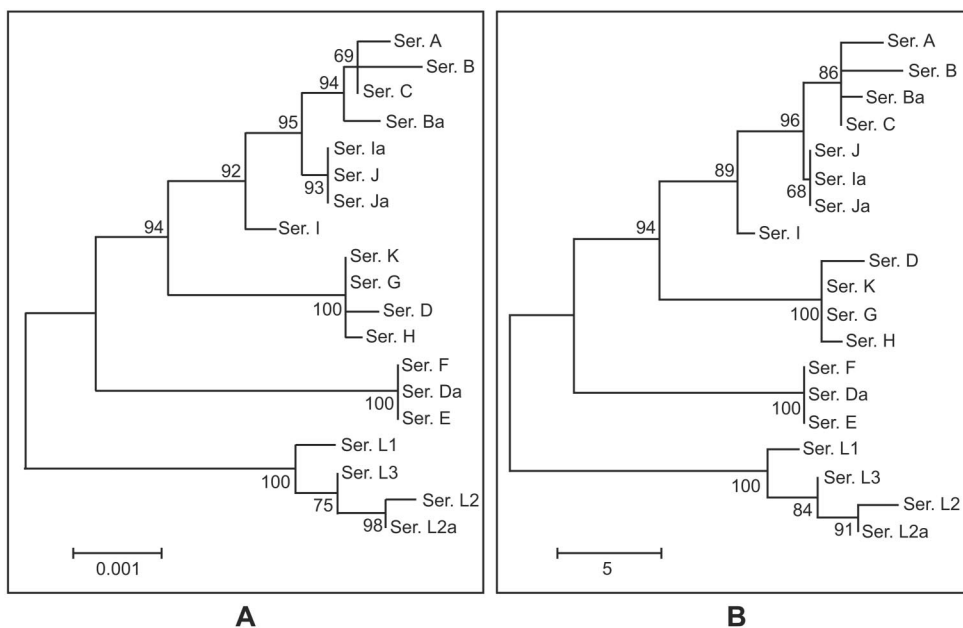 Ser. A
69
Ser. B
94
Ser. C
Ser. Ba
95
Ser. Ia
Ser. J
93
Ser. Ja
92
Ser. I
94
Ser. K
Ser. G
100
Ser. D
Ser. H
Ser. F
Ser. Da
100
Ser. E
Ser. L1
100
Ser. L3
75
Ser. L2
98
Ser. L2a
0.001
A
Ser. A
86
Ser. B
Ser. Ba
96
Ser. C
Ser. J
Ser. Ia
68
Ser. Ja
89
Ser. I
94
Ser. D
Ser. K
100
Ser. G
Ser. H
Ser. F
Ser. Da
100
Ser. E
Ser. L1
100
Ser. L3
84
Ser. L2
91
Ser. L2a
5
B